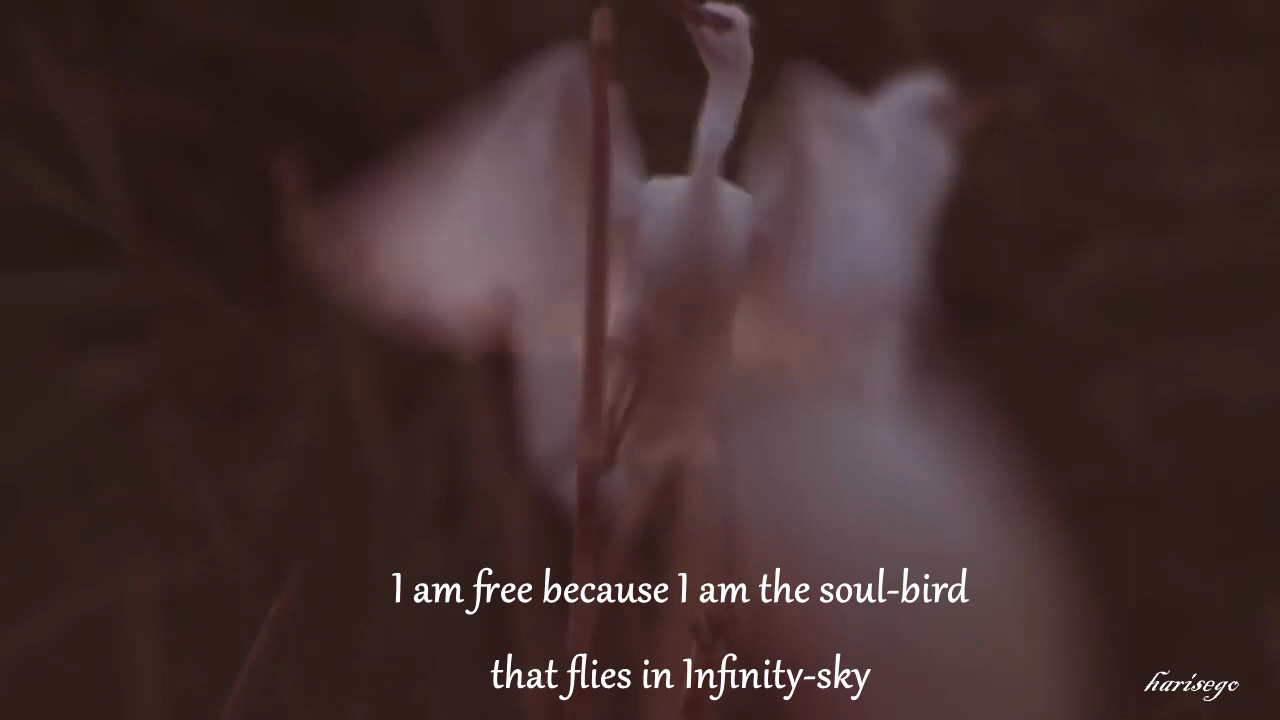 I am free because I am the soul-bird
that flies in Infinity-sky
harisego